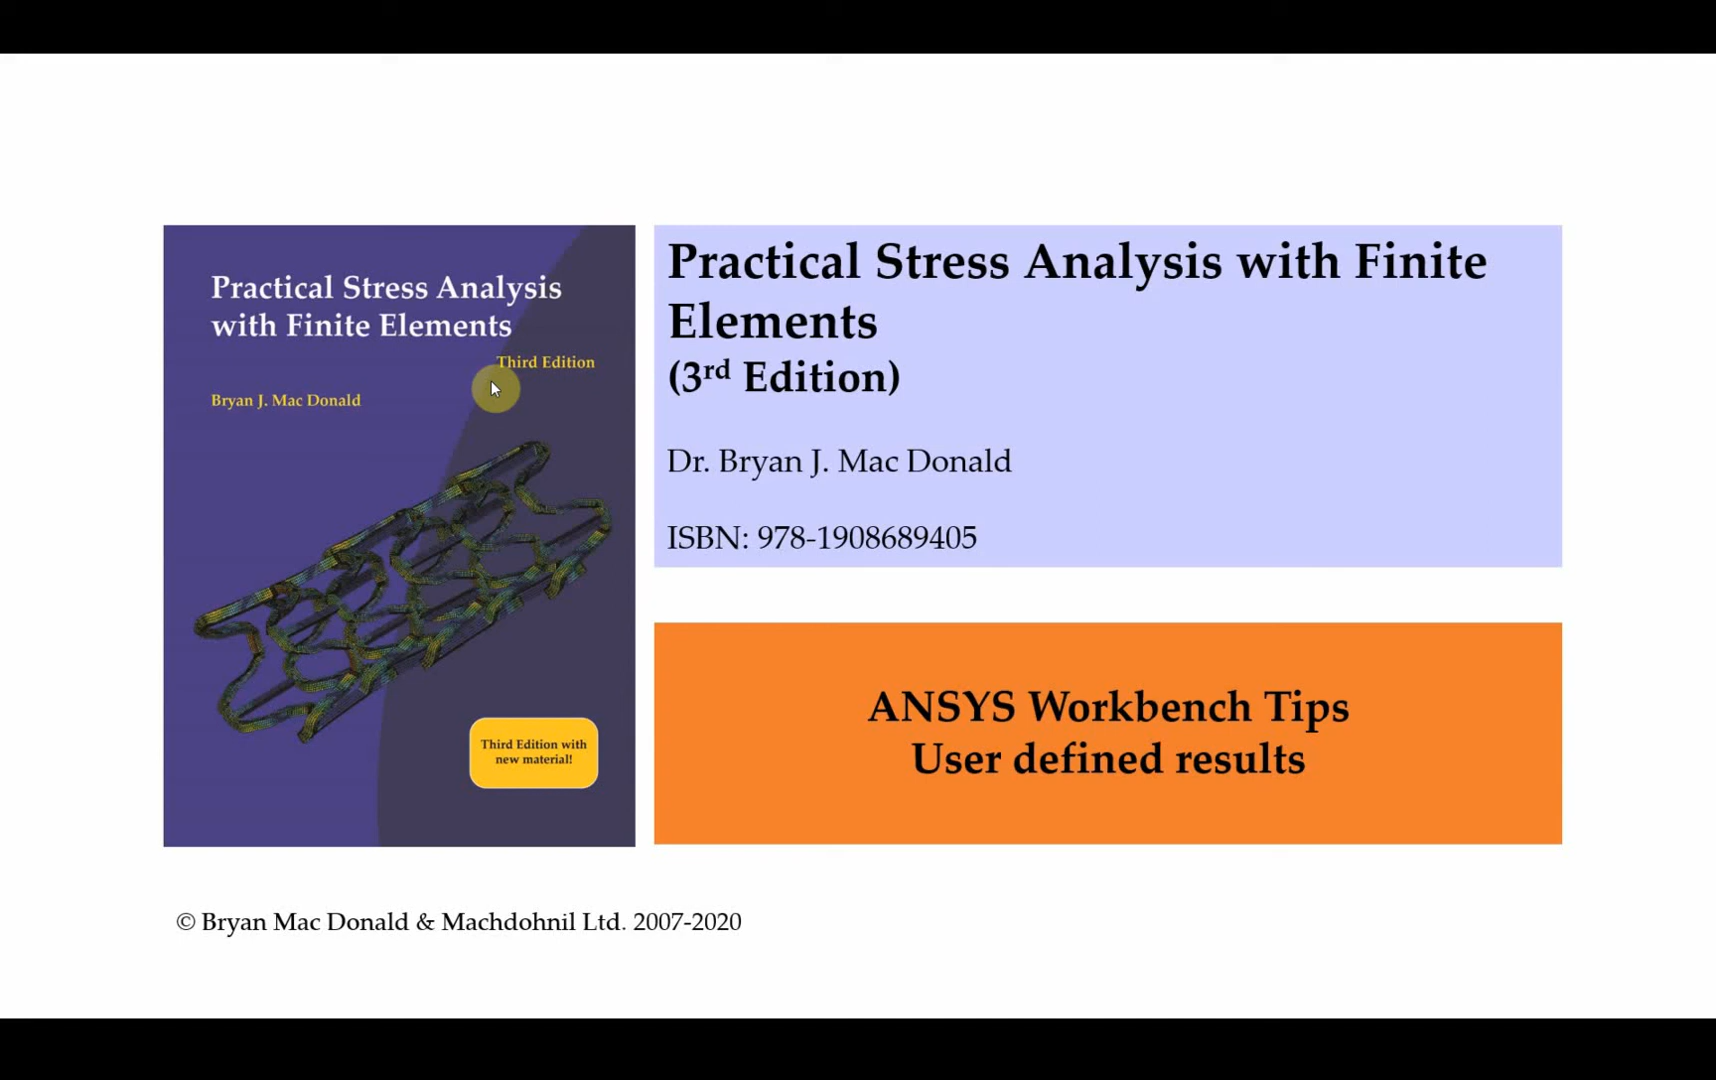 Practical Stress Analysis
with Finite Elements
Third Edition
Bryan J. Mac Donald
Third Edition with
new material!
Practical Stress Analysis with Finite
Elements
(3rd Edition)
Dr. Bryan J. Mac Donald
ISBN: 978-1908689405
ANSYS Workbench Tips
User defined results
© Bryan Mac Donald & Machdohnil Ltd. 2007-2020